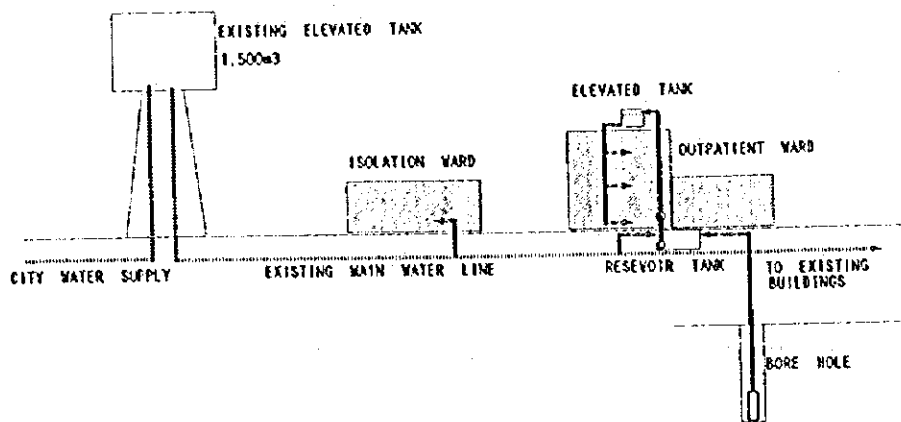 EXISTING ELEVATED TANK
1,500m3
ELEVATED TANK
ISOLATION WARD
OUTPATIENT WARD
CITY WATER SUPPLY
EXISTING MAIN WATER LINE
RESEVOIR TANK
TO EXISTING
BUILDINGS
BORE HOLE